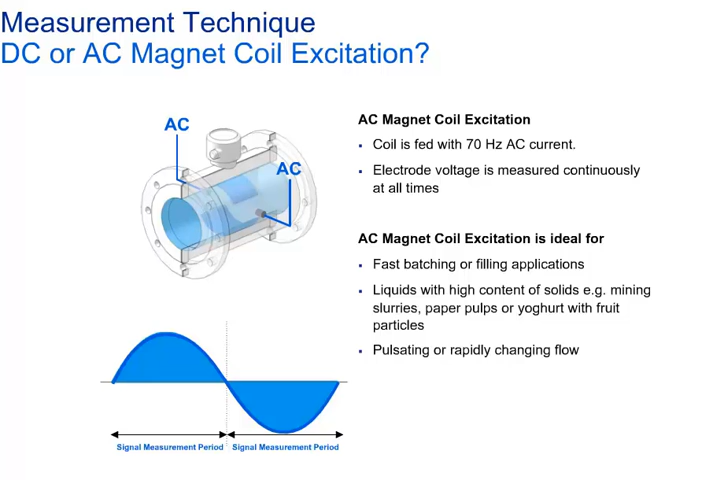 Measurement Technique
DC or AC Magnet Coil Excitation?
AC
AC
AC Magnet Coil Excitation
Coil is fed with 70 Hz AC current.
Electrode voltage is measured continuously
at all times
AC Magnet Coil Excitation is ideal for
Fast batching or filling applications
Liquids with high content of solids e.g. mining
slurries, paper pulps or yoghurt with fruit
particles
Pulsating or rapidly changing flow
Signal Measurement Period
Signal Measurement Period